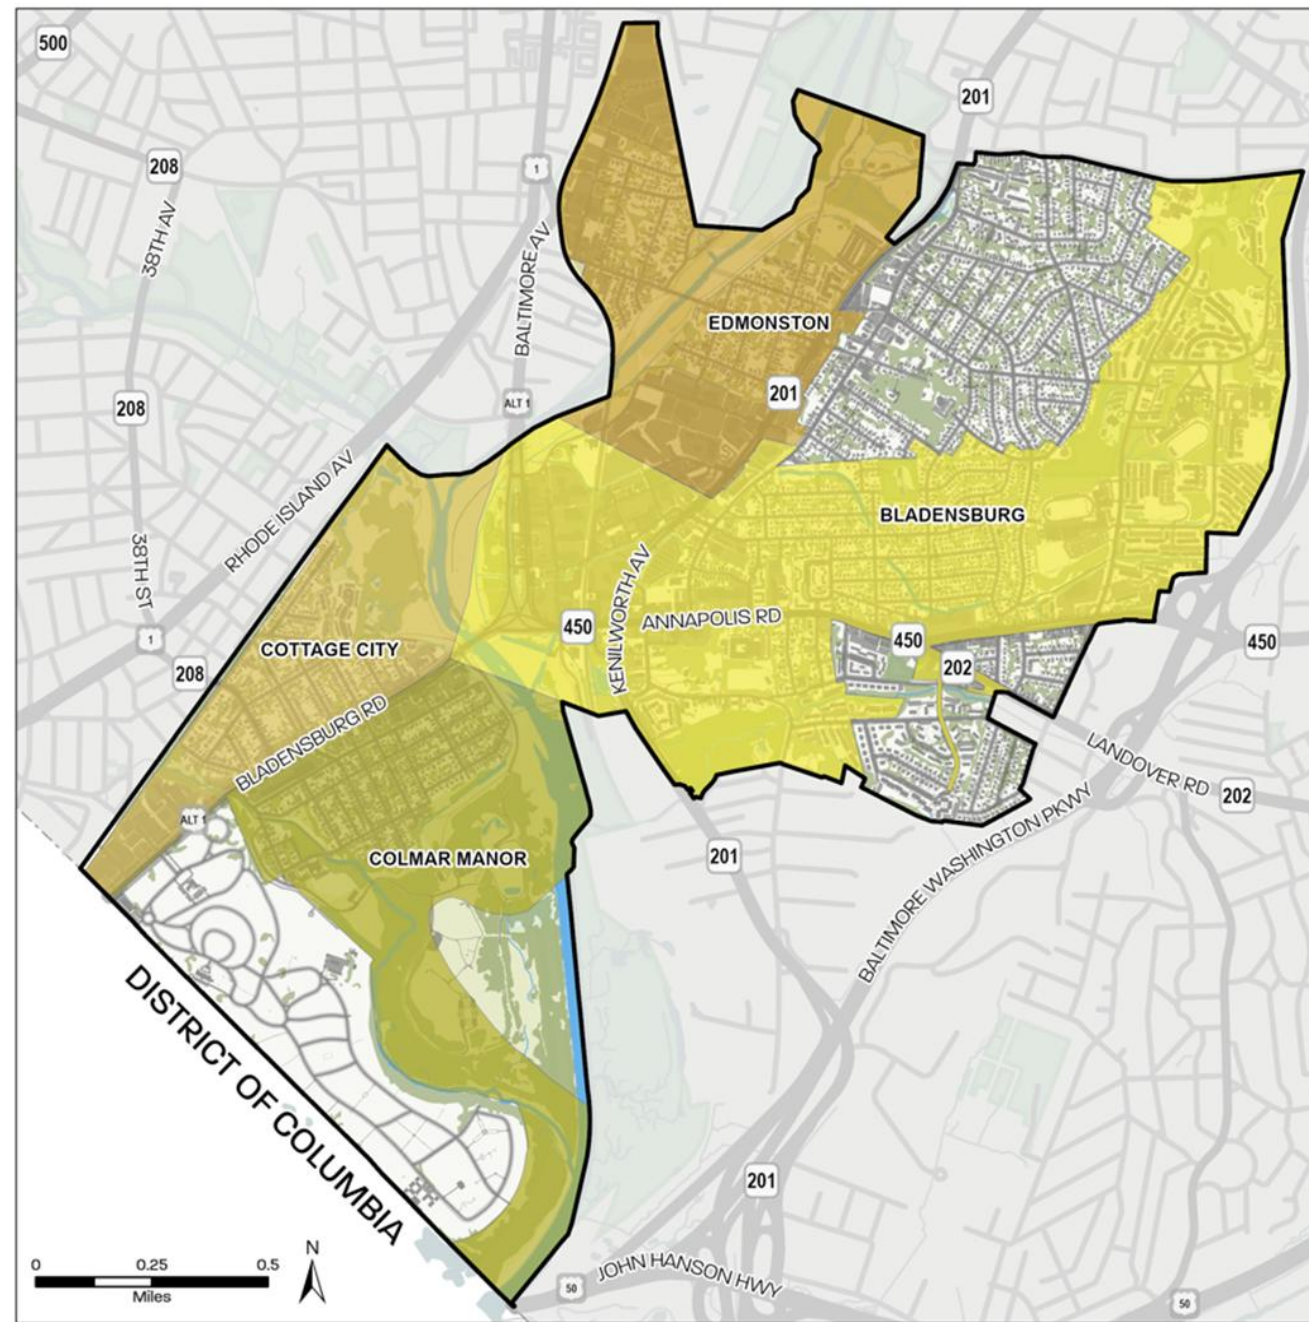 500
201
208
1
38TH AV
BALTIMORE AV
EDMONSTON
201
ALT 1
208
RHODE ISLAND AV
BLADENSBURG
38TH ST
KENILWORTH AV
ANNAPOLIS RD
450
450
450
1
COTTAGE CITY
202
208
BLADENSBURG RD
LANDOVER RD
202
ALT 1
201
COLMAR MANOR
BALTIMORE WASHINGTON PKWY
DISTRICT OF COLUMBIA
201
N
0 0.25 0.5
Miles
JOHN HANSON HWY
50
50